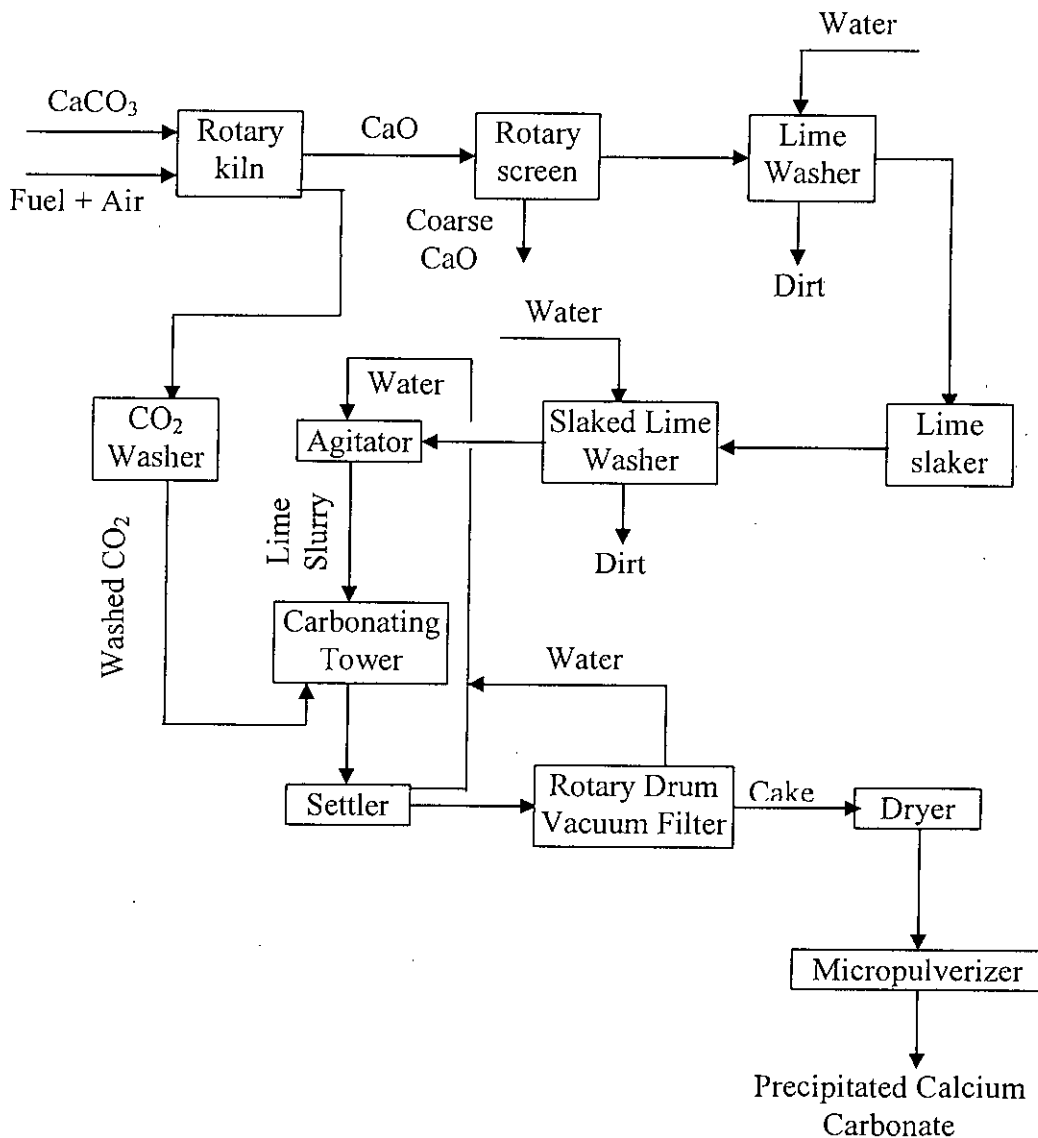 Water
CaCO3
Rotary
kiln
CaO
Rotary
screen
Lime
Washer
Fuel + Air
Coarse
CaO
Dirt
Water
Water
CO2
Washer
Agitator
Slaked Lime
Washer
Lime
slaker
Lime
Slurry
Dirt
Washed CO2
Carbonating
Tower
Water
Settler
Rotary Drum
Vacuum Filter
Cake
Dryer
Micropulverizer
Precipitated Calcium
Carbonate